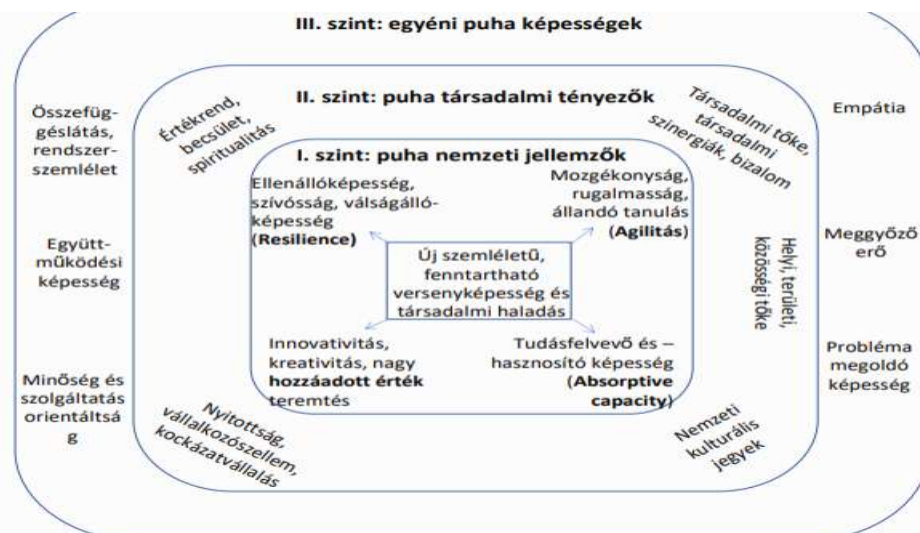 III. szint: egyéni puha képességek
II. szint: puha társadalmi tényezők
I. szint: puha nemzeti jellemzők
Összefüg-
géslátás,
rendszer-
szemlélet
Együtt-
működési
képesség
Minőség és
szolgáltatás
orientáltsá
g
Értékrend,
becsület,
spiritualitás
Nyitottság,
vállalkozószellem,
kockázatvállalás
Ellenállóképesség,
szívósság, válságálló-
képesség
(Resilience)
Mozgékonyság,
rugalmasság,
állandó tanulás
(Agilitás)
Új szemléletű,
fenntartható
versenyképesség és
társadalmi haladás
Innovativitás,
kreativitás, nagy
hozzáadott érték
teremtés
Tudásfelvevő és –
hasznosító képesség
(Absorptive
capacity)
Társadalmi tőke,
társadalmi
szinergiák, bizalom
Helyi, területi,
közösségi tőke
Nemzeti
kulturális
jegyek
Empátia
Meggyőző
erő
Probléma
megoldó
képesség